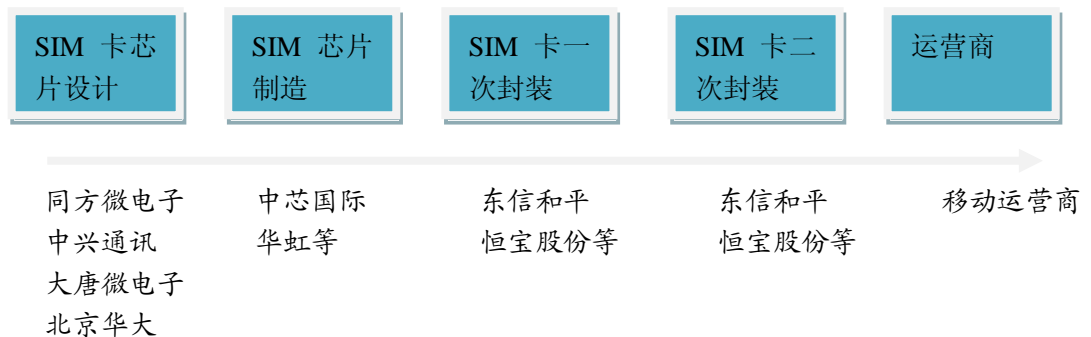 SIM 卡芯
片设计
SIM 芯片
制造
SIM 卡一
次封装
SIM 卡二
次封装
运营商
同方微电子
中兴通讯
大唐微电子
北京华大
中芯国际
华虹等
东信和平
恒宝股份等
东信和平
恒宝股份等
移动运营商